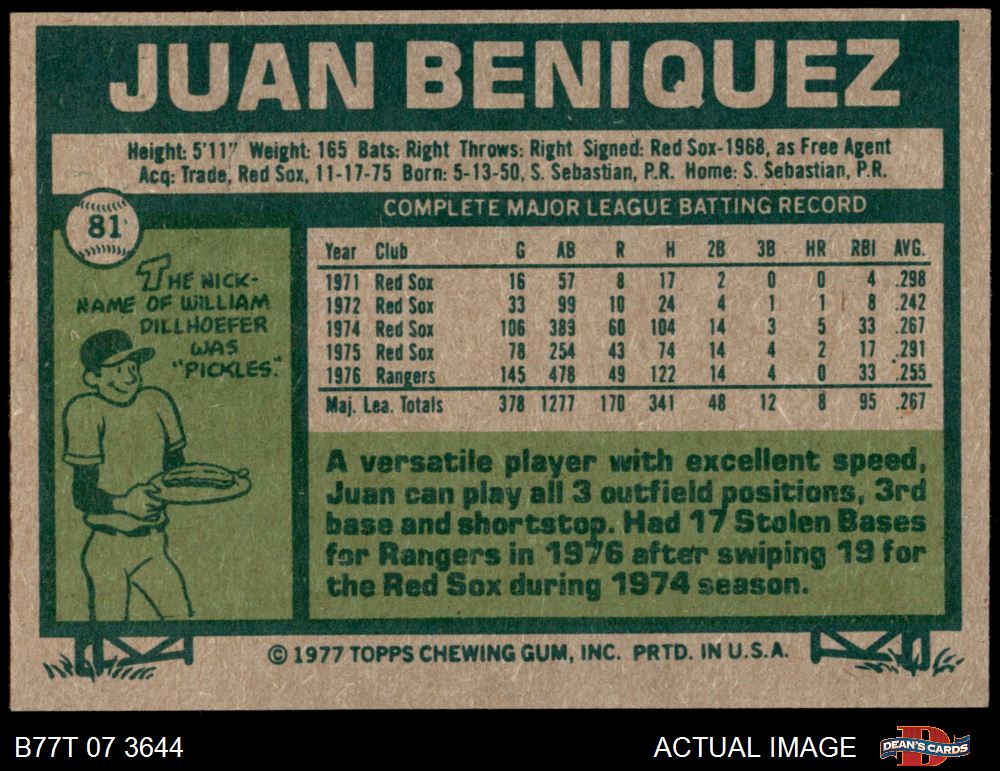 JUAN BENIQUEZ
Height: 5'11" Weight: 165 Bats: Right Throws: Right Signed: Red Sox-1968, as Free Agent
Acq: Trade, Red Sox, 11-17-75 Born: 5-13-50, S. Sebastian, P.R. Home: S. Sebastian, P.R.
81
COMPLETE MAJOR LEAGUE BATTING RECORD
Year Club G AB R H 2B 3B HR RBI AVG.
1971 Red Sox 16 57 8 17 2 0 0 4 .298
1972 Red Sox 33 99 10 24 4 1 1 8 .242
1974 Red Sox 106 389 60 104 14 3 5 33 .267
1975 Red Sox 78 254 43 74 14 4 2 17 .291
1976 Rangers 145 478 49 122 14 4 0 33 .255
Maj. Lea. Totals 378 1277 170 341 48 12 8 95 .267
THE NICK-
NAME OF WILLIAM
DILLHOEFER
WAS
"PICKLES."
A versatile player with excellent speed,
Juan can play all 3 outfield positions, 3rd
base and shortstop. Had 17 Stolen Bases
for Rangers in 1976 after swiping 19 for
the Red Sox during 1974 season.
© 1977 TOPPS CHEWING GUM, INC. PRTD. IN U.S.A.
B77T 07 3644
ACTUAL IMAGE
DEAN'S CARDS